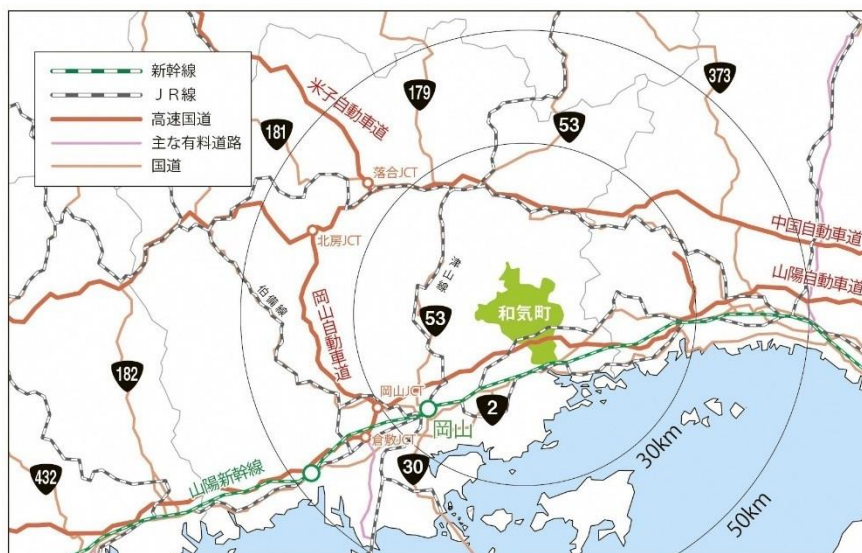 新幹線
JR線
高速国道
主な有料道路
国道
米子自動車道
179
373
181
53
落合JCT
中国自動車道
北房JCT
山陽自動車道
伯備線
津山線
岡山自動車道
53
和気町
182
岡山JCT
2
岡山
倉敷JCT
30km
432
山陽新幹線
30
50km